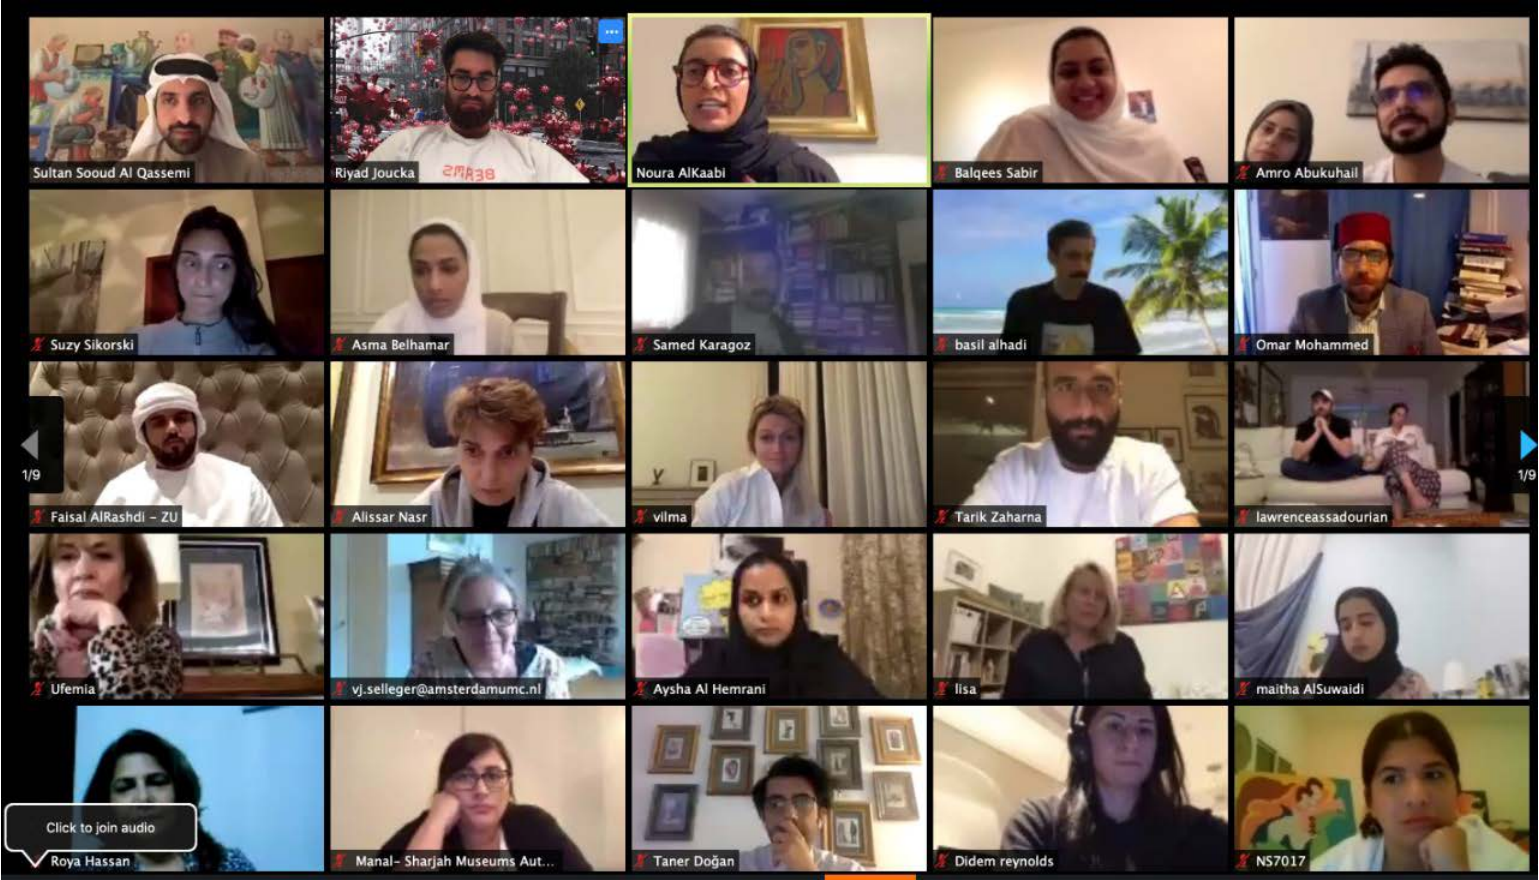 Sultan Sooud Al Qassemi
Riyad Joucka
Noura AlKaabi
Balqees Sabir
Amro Abukuhail
Suzy Sikorski
Asma Belhamar
Samed Karagoz
basil alhadi
Omar Mohammed
1/9
1/9
Faisal AlRashdi – ZU
Alissar Nasr
vilma
Tarik Zaharna
lawrenceassadourian
Ufemia
vj.selleger@amsterdamumc.nl
Aysha Al Hemrani
lisa
maitha AlSuwaidi
Click to join audio
Roya Hassan
Manal- Sharjah Museums Aut...
Taner Doğan
Didem reynolds
NS7017